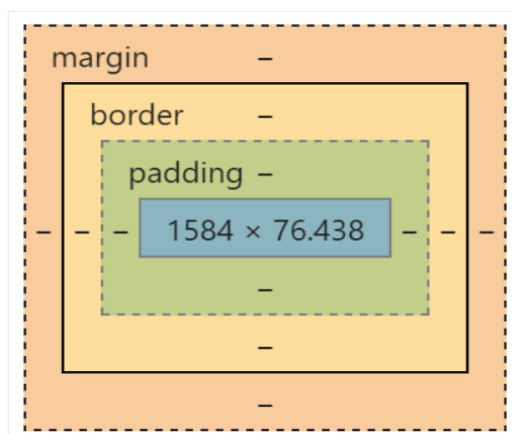 margin –
border –
padding –
– – – 1584 × 76.438 – – –
–
–
–